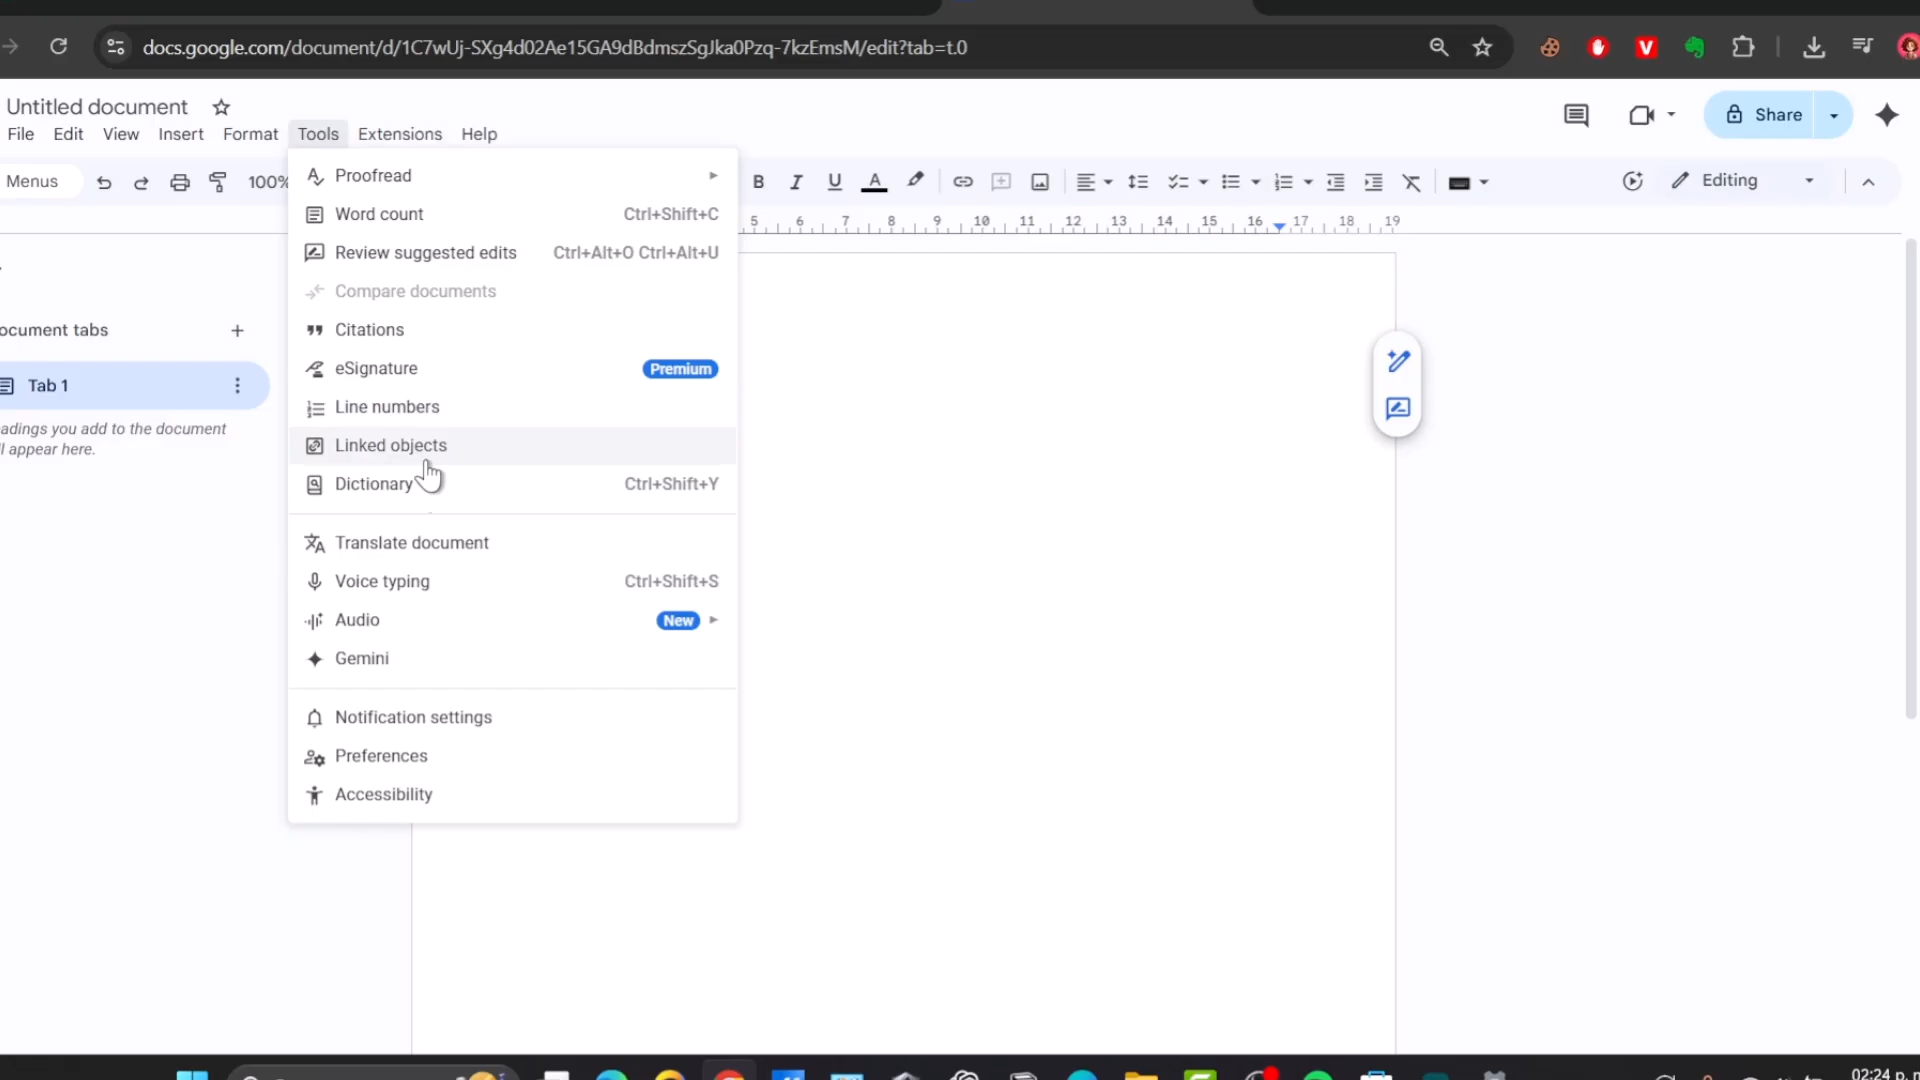 docs.google.com/document/d/1C7wUj-SXg4d02Ae15GA9dBdmszSgJka0Pzq-7kzEmsM/edit?tab=t.0
Untitled document
File Edit View Insert Format Tools Extensions Help
Share
Menus
100%
Editing
5 6 7 8 9 10 11 12 13 14 15 16 17 18 19
Proofread
Word count Ctrl+Shift+C
Review suggested edits Ctrl+Alt+O Ctrl+Alt+U
Compare documents
Citations
eSignature Premium
Line numbers
Linked objects
Dictionary Ctrl+Shift+Y
Translate document
Voice typing Ctrl+Shift+S
Audio New
Gemini
Notification settings
Preferences
Accessibility
ocument tabs
Tab 1
adings you add to the document
ll appear here.
02:24 p.